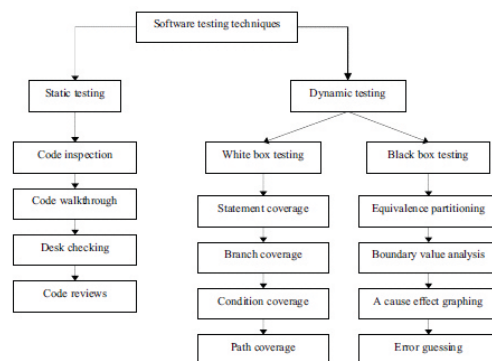 Software testing techniques
Static testing
Dynamic testing
Code inspection
White box testing
Black box testing
Code walkthrough
Statement coverage
Equivalence partitioning
Desk checking
Branch coverage
Boundary value analysis
Code reviews
Condition coverage
A cause effect graphing
Path coverage
Error guessing